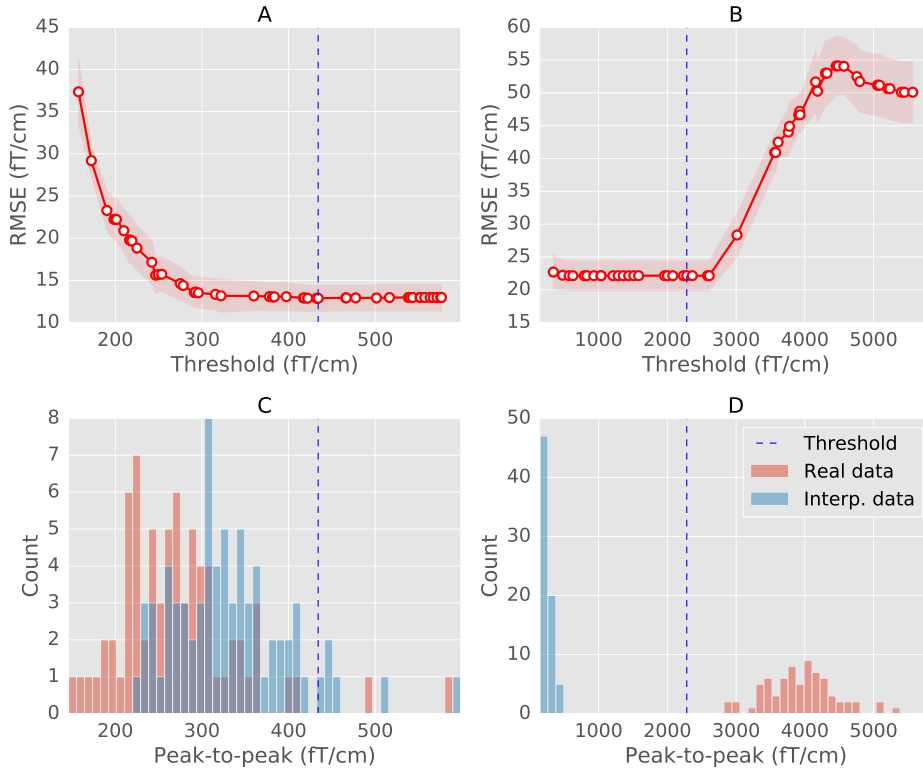 A
45
40
35
30
25
20
15
10
RMSE (fT/cm)
200 300 400 500
Threshold (fT/cm)
B
60
55
50
45
40
35
30
25
20
15
RMSE (fT/cm)
1000 2000 3000 4000 5000
Threshold (fT/cm)
C
8
7
6
5
4
3
2
1
0
Count
200 300 400 500
Peak-to-peak (fT/cm)
D
50
40
30
20
10
0
Count
Threshold
Real data
Interp. data
1000 2000 3000 4000 5000
Peak-to-peak (fT/cm)